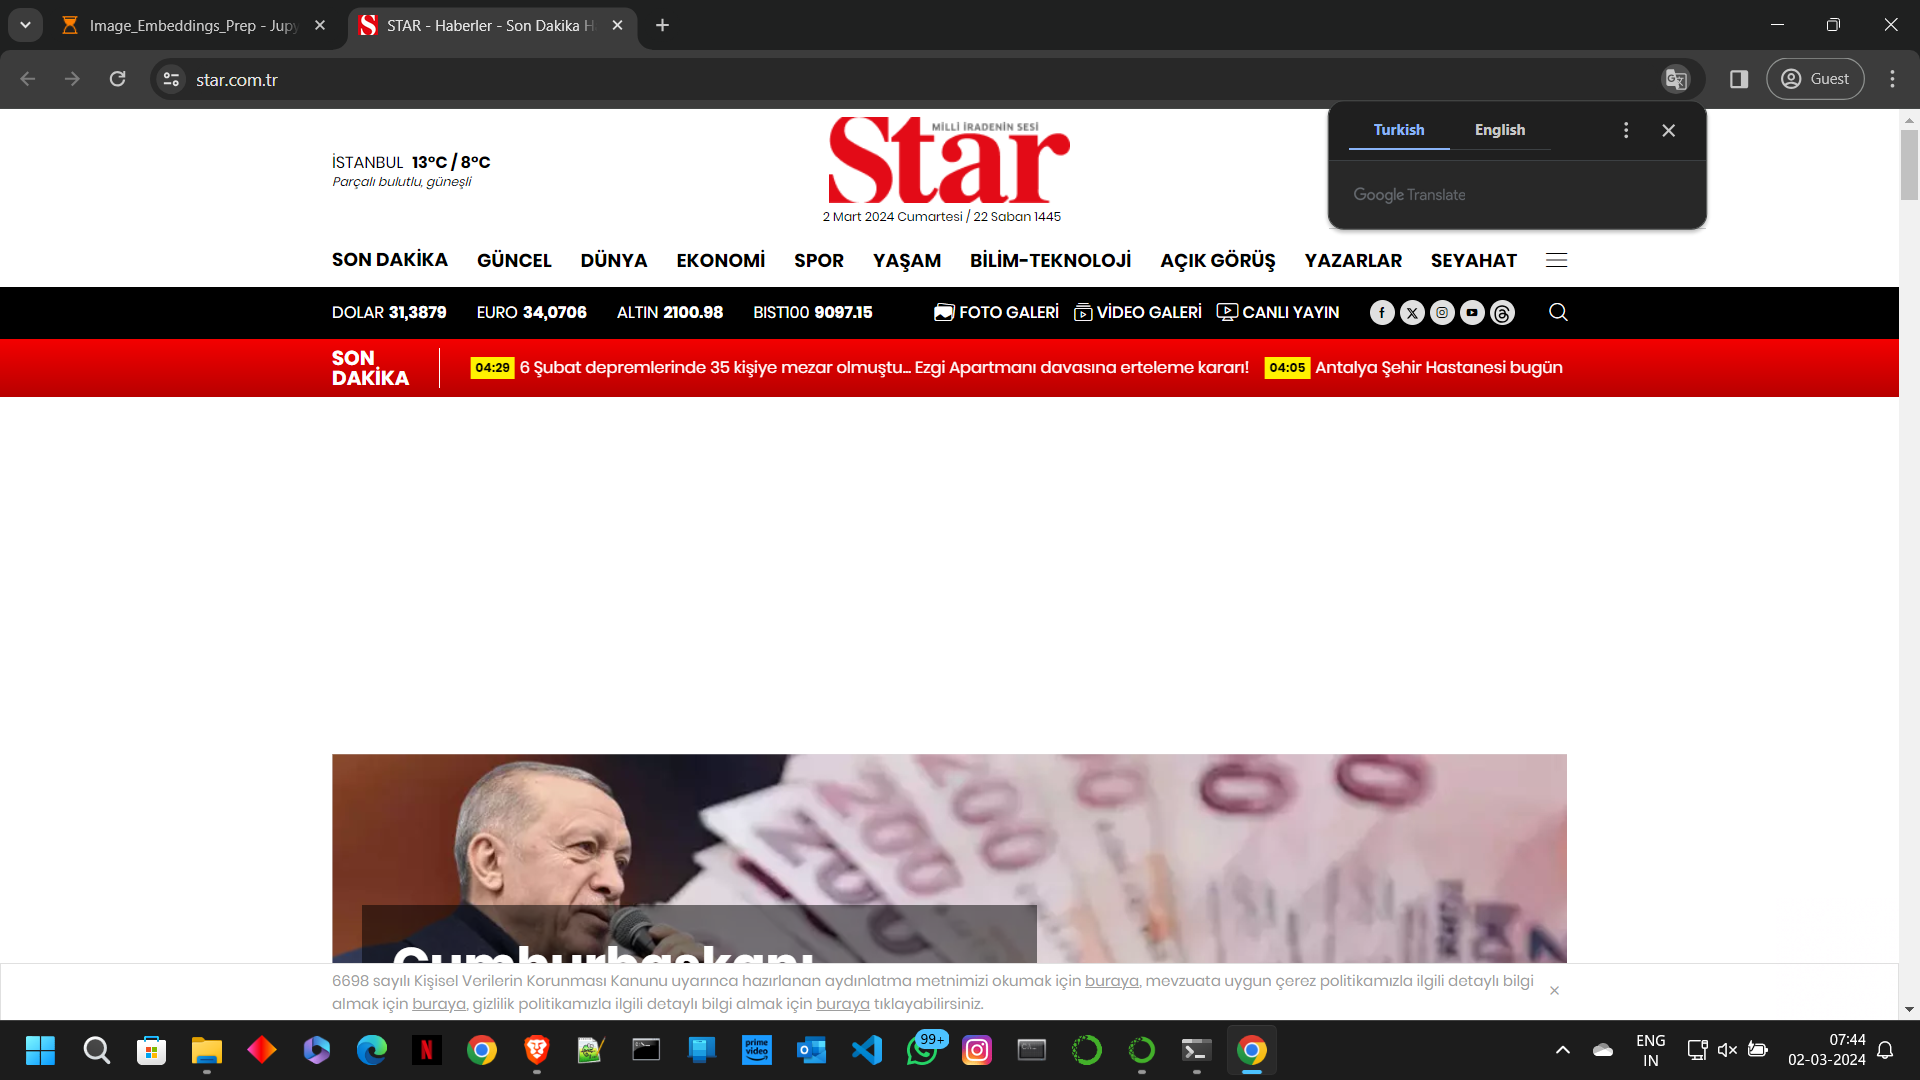 Image_Embeddings_Prep - Jupy
STAR - Haberler - Son Dakika H
star.com.tr
Guest
Turkish
English
Google Translate
İSTANBUL 13°C / 8°C
Parçalı bulutlu, güneşli
MİLLİ İRADENİN SESİ
Star
2 Mart 2024 Cumartesi / 22 Saban 1445
SON DAKİKA GÜNCEL DÜNYA EKONOMİ SPOR YAŞAM BİLİM-TEKNOLOJİ AÇIK GÖRÜŞ YAZARLAR SEYAHAT
DOLAR 31,3879 EURO 34,0706 ALTIN 2100.98 BIST100 9097.15 FOTO GALERİ VİDEO GALERİ CANLI YAYIN
SON
DAKİKA
04:29 6 Şubat depremlerinde 35 kişiye mezar olmuştu... Ezgi Apartmanı davasına erteleme kararı! 04:05 Antalya Şehir Hastanesi bugün
200
200
Cumhurbaşkanı
6698 sayılı Kişisel Verilerin Korunması Kanunu uyarınca hazırlanan aydınlatma metnimizi okumak için buraya, mevzuata uygun çerez politikamızla ilgili detaylı bilgi
almak için buraya, gizlilik politikamızla ilgili detaylı bilgi almak için buraya tıklayabilirsiniz.
prime
video
99+
ENG
IN
07:44
02-03-2024